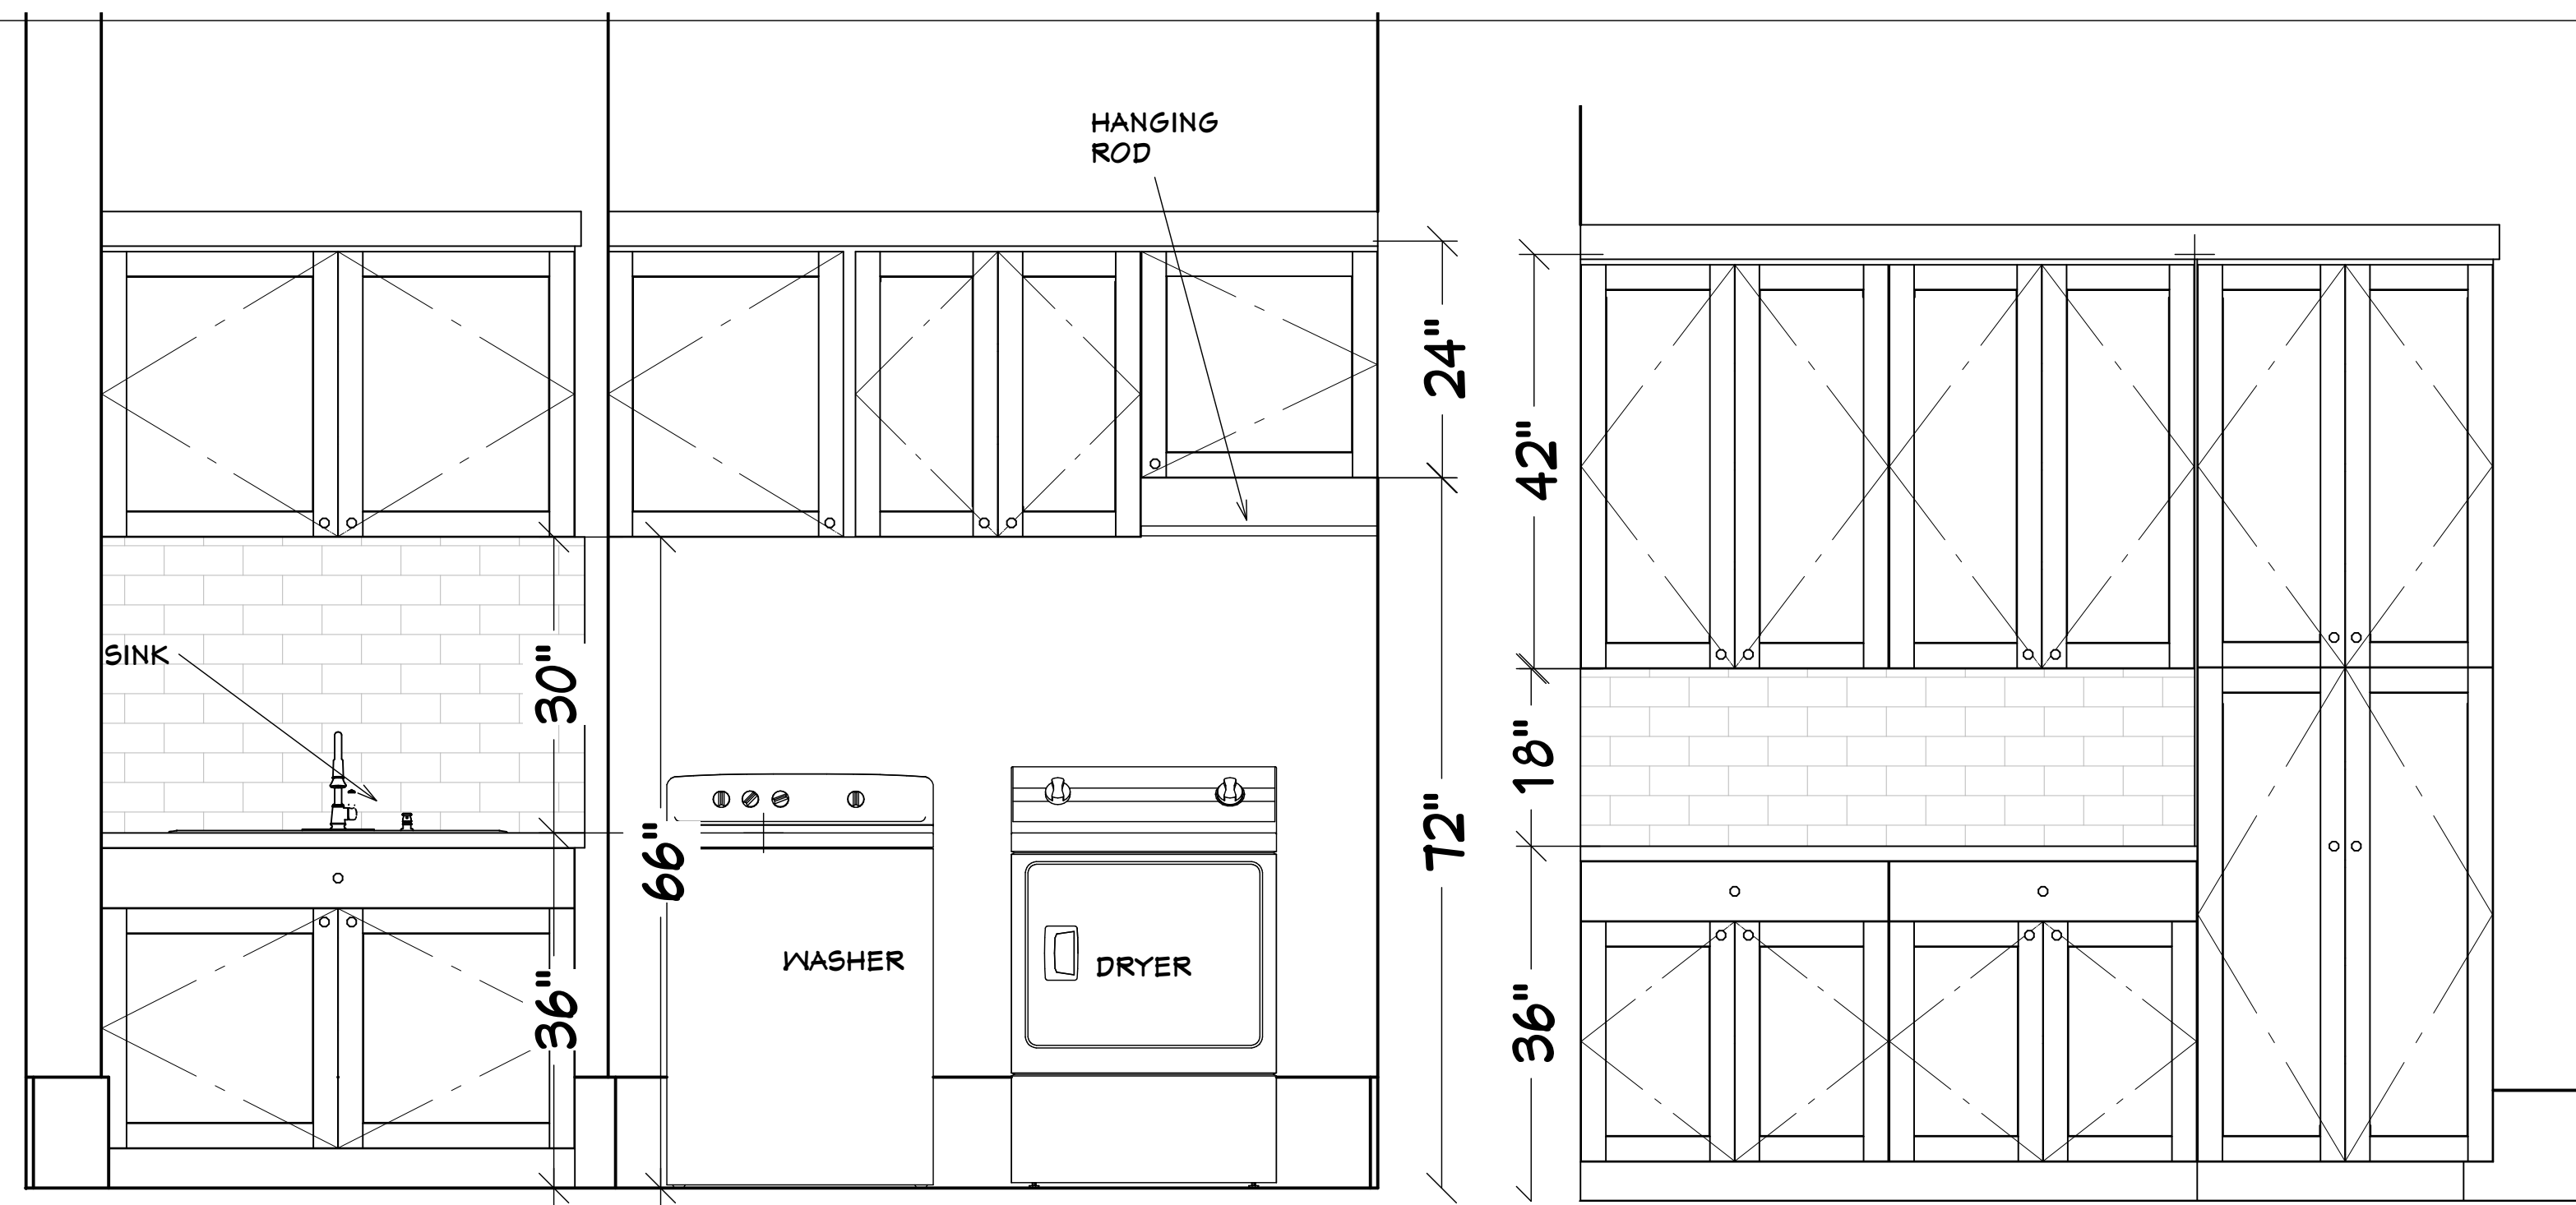 HANGING
ROD
24"
42"
SINK
30"
18"
66"
72"
WASHER
DRYER
36"
36"